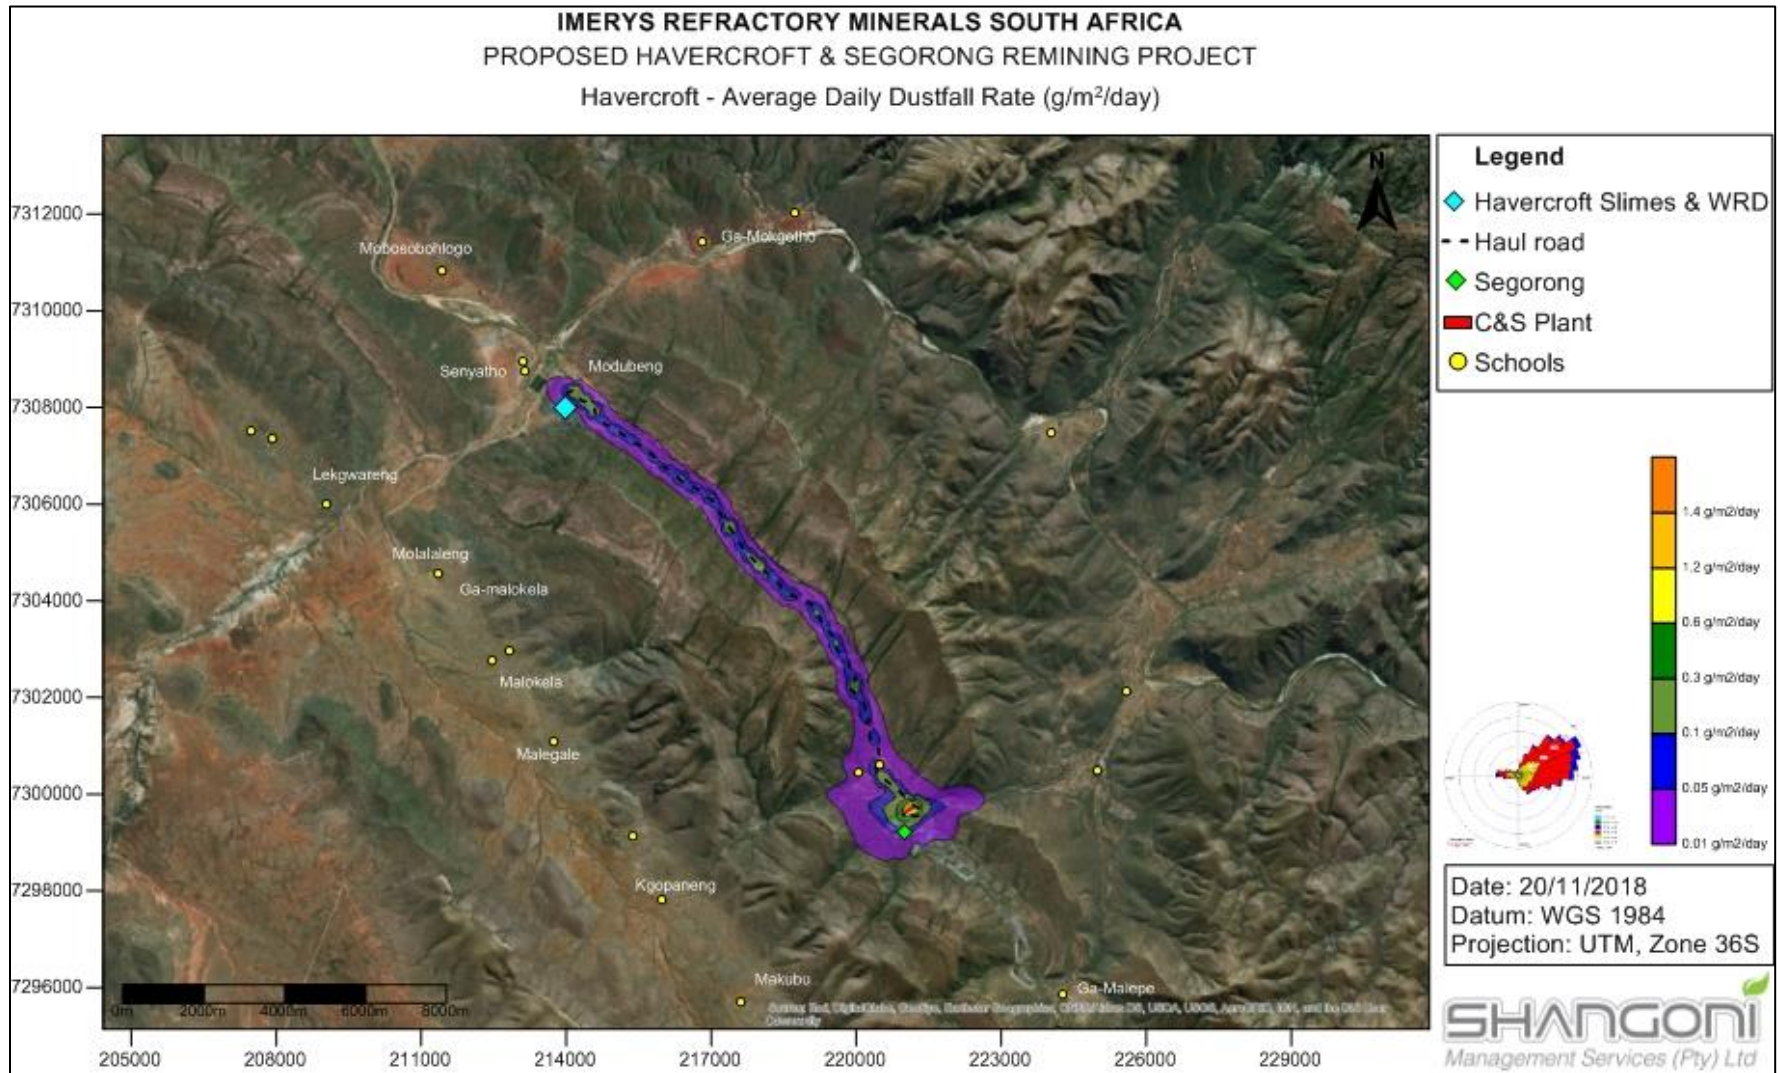 IMERYS REFRACTORY MINERALS SOUTH AFRICA
PROPOSED HAVERCROFT & SEGORONG REMINING PROJECT
Havercroft - Average Daily Dustfall Rate (g/m²/day)
7312000
7310000
7308000
7306000
7304000
7302000
7300000
7298000
7296000
205000
208000
211000
214000
217000
220000
223000
226000
229000
Mobosobohlogo
Ga-Mokgotho
Senyatho
Modubeng
Lekgwareng
Molalaleng
Ga-malokela
Malokela
Malegale
Kgopaneng
Makubu
Ga-Malepe
0m 2000m 4000m 6000m 8000m
N
Legend
Havercroft Slimes & WRD
Haul road
Segorong
C&S Plant
Schools
1.4 g/m2/day
1.2 g/m2/day
0.6 g/m2/day
0.3 g/m2/day
0.1 g/m2/day
0.05 g/m2/day
0.01 g/m2/day
Date: 20/11/2018
Datum: WGS 1984
Projection: UTM, Zone 36S
SHANGONI
Management Services (Pty) Ltd